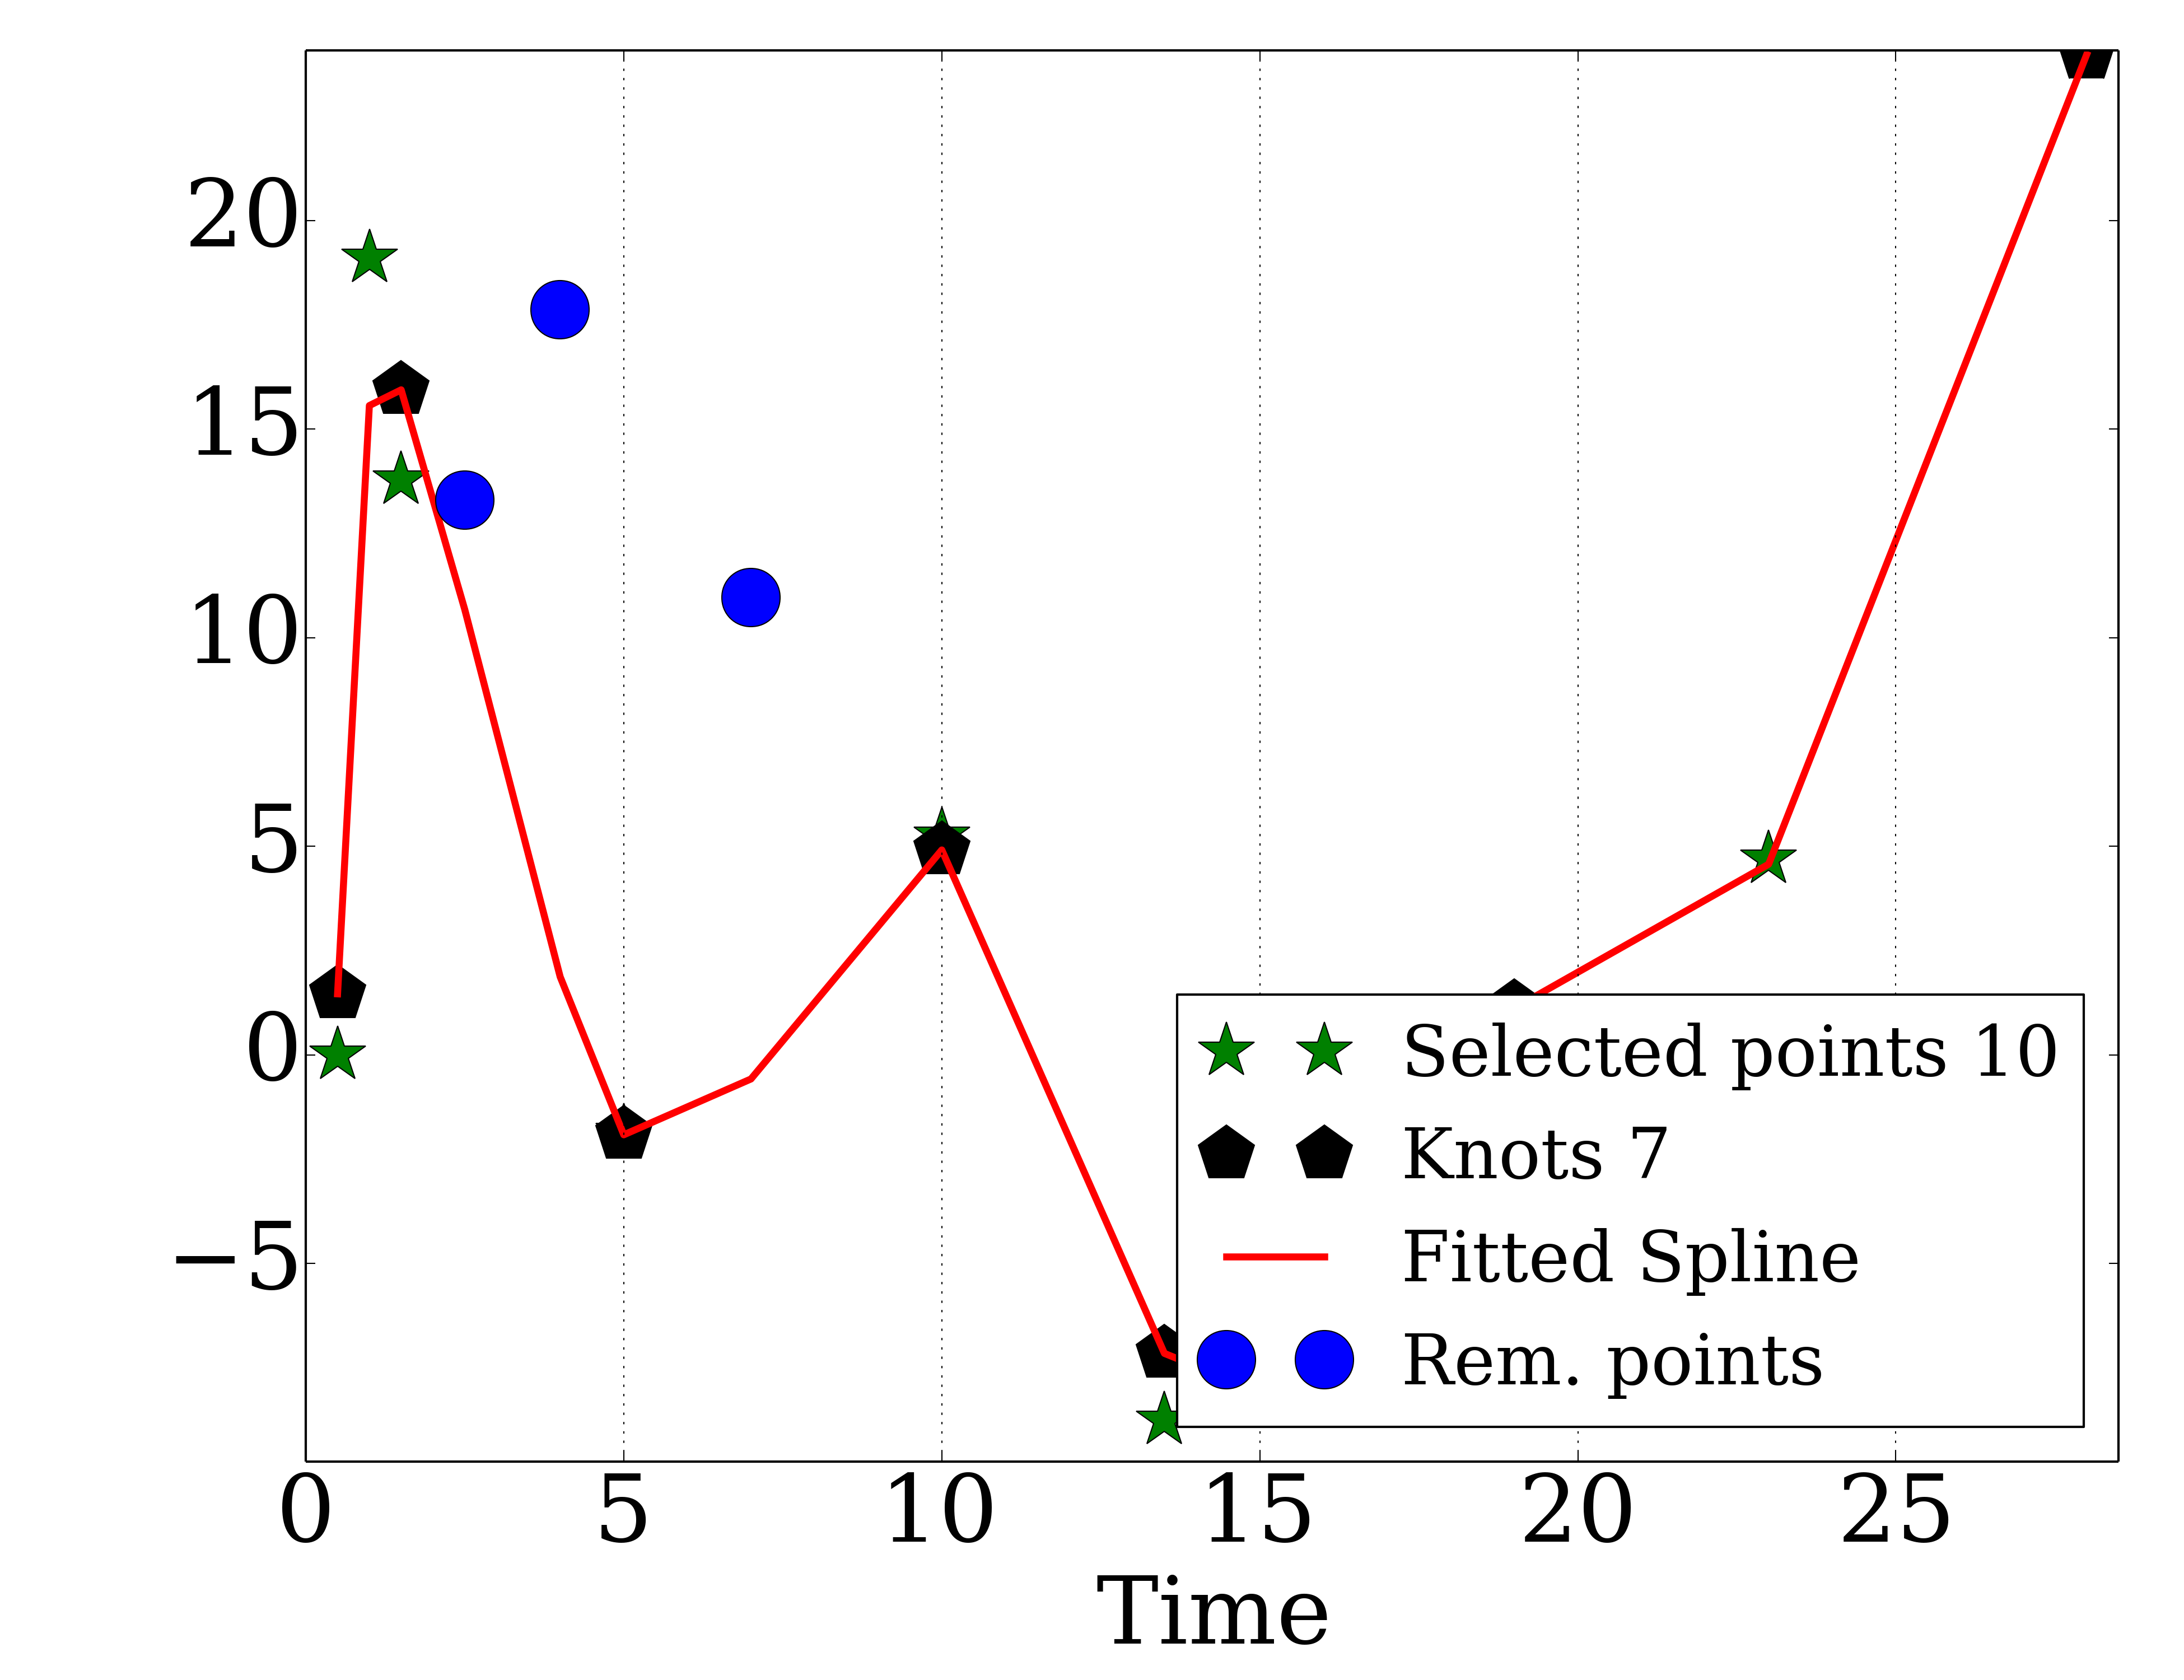 20
15
10
5
0
−5
Selected points 10
Knots 7
Fitted Spline
Rem. points
0 5 10 15 20 25
Time